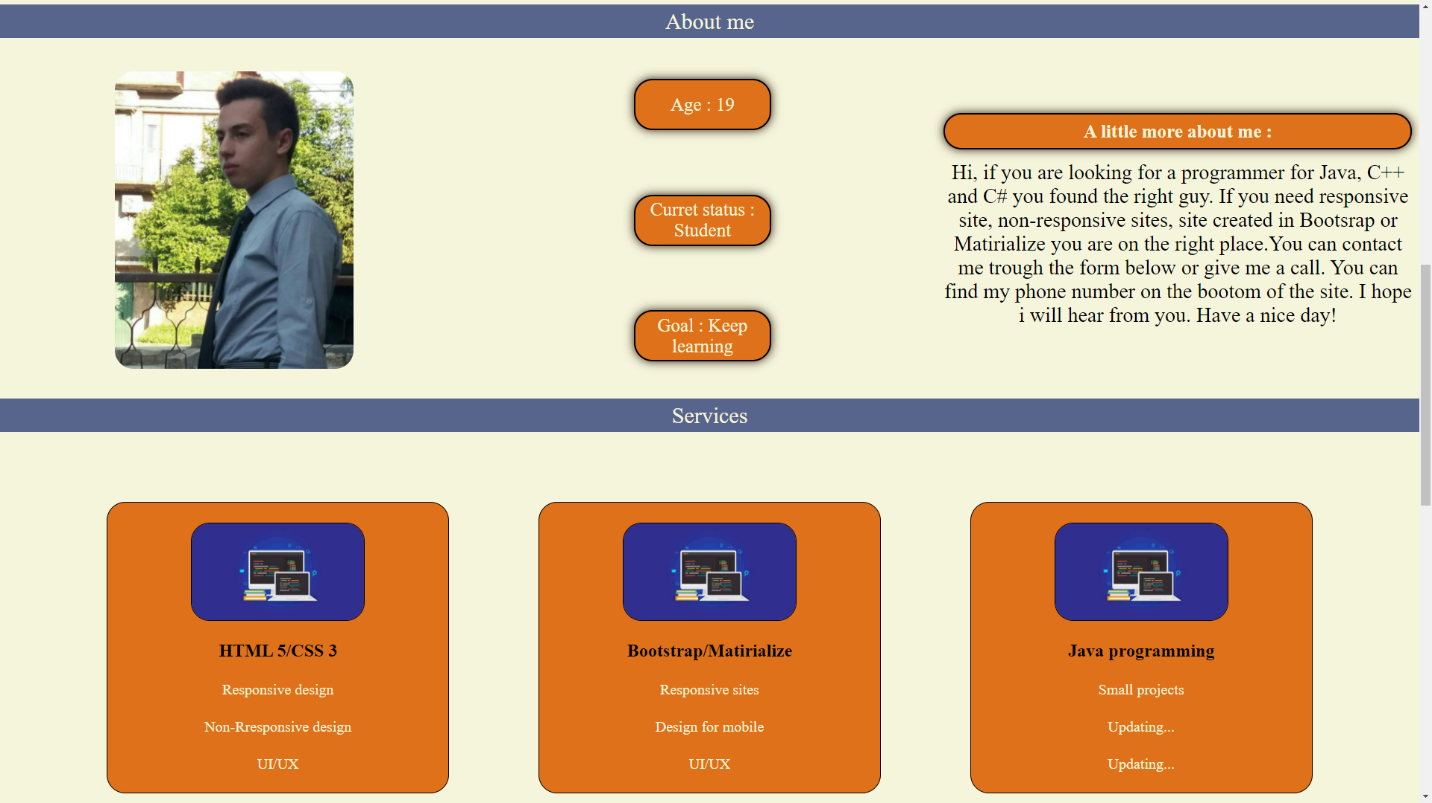 About me
Age : 19
Curret status :
Student
Goal : Keep
learning
A little more about me :
Hi, if you are looking for a programmer for Java, C++
and C# you found the right guy. If you need responsive
site, non-responsive sites, site created in Bootsrap or
Matirialize you are on the right place.You can contact
me trough the form below or give me a call. You can
find my phone number on the bootom of the site. I hope
i will hear from you. Have a nice day!
Services
HTML 5/CSS 3
Responsive design
Non-Rresponsive design
UI/UX
Bootstrap/Matirialize
Responsive sites
Design for mobile
UI/UX
Java programming
Small projects
Updating...
Updating...